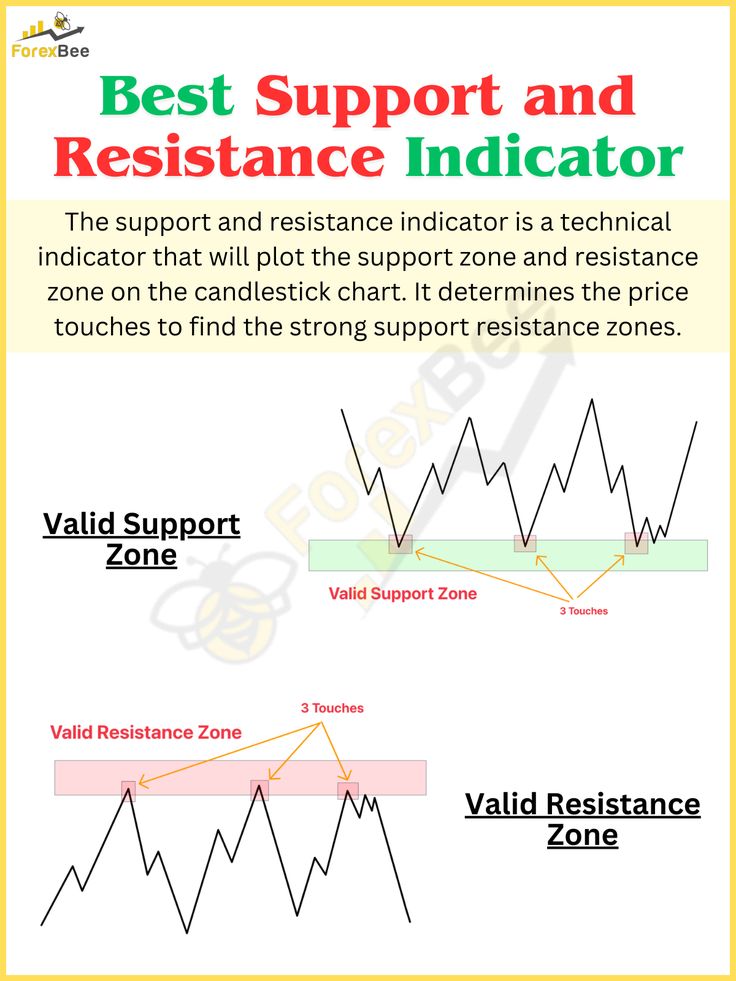 ForexBee
Best Support and
Resistance Indicator
The support and resistance indicator is a technical
indicator that will plot the support zone and resistance
zone on the candlestick chart. It determines the price
touches to find the strong support resistance zones.
ForexBee
Valid Support
Zone
Valid Support Zone
3 Touches
3 Touches
Valid Resistance Zone
Valid Resistance
Zone